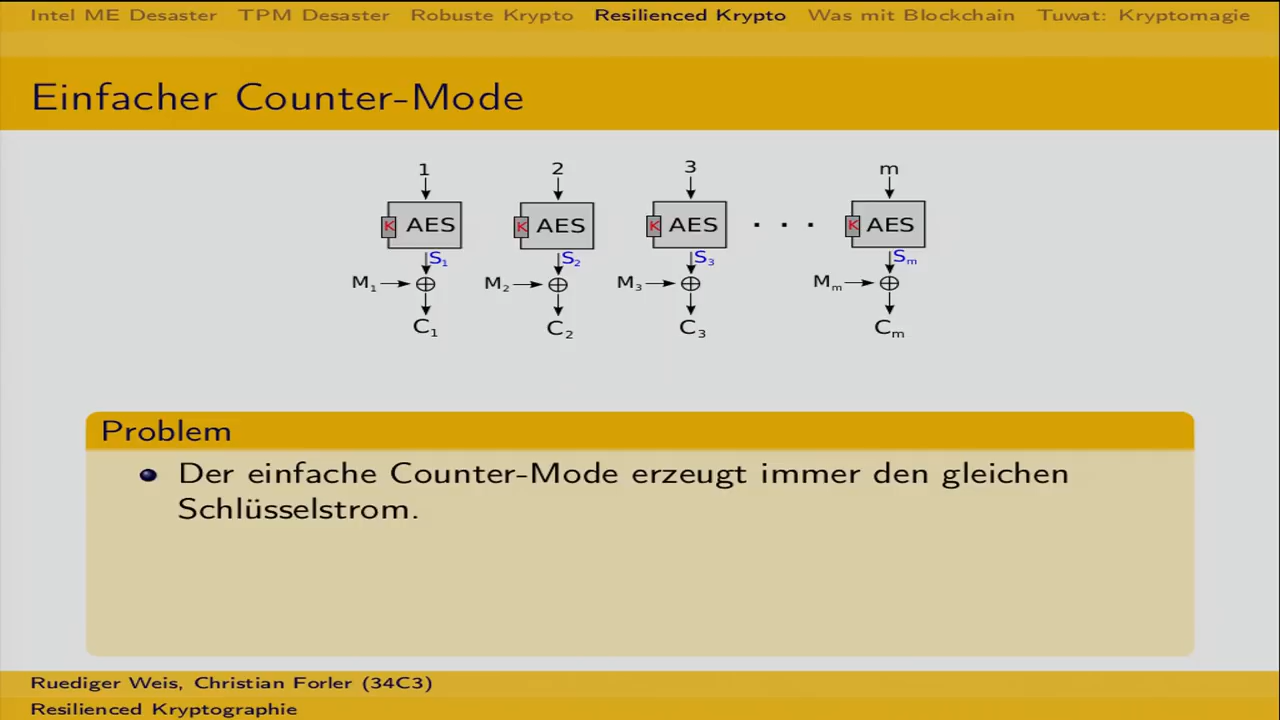 Intel ME Desaster TPM Desaster Robuste Krypto Resilienced Krypto Was mit Blockchain Tuwat: Kryptomagie
Einfacher Counter-Mode
1 2 3 m
K AES K AES K AES . . . K AES
S1 S2 S3 Sm
M1 M2 M3 Mm
C1 C2 C3 Cm
Problem
Der einfache Counter-Mode erzeugt immer den gleichen
Schlüsselstrom.
Ruediger Weis, Christian Forler (34C3)
Resilienced Kryptographie